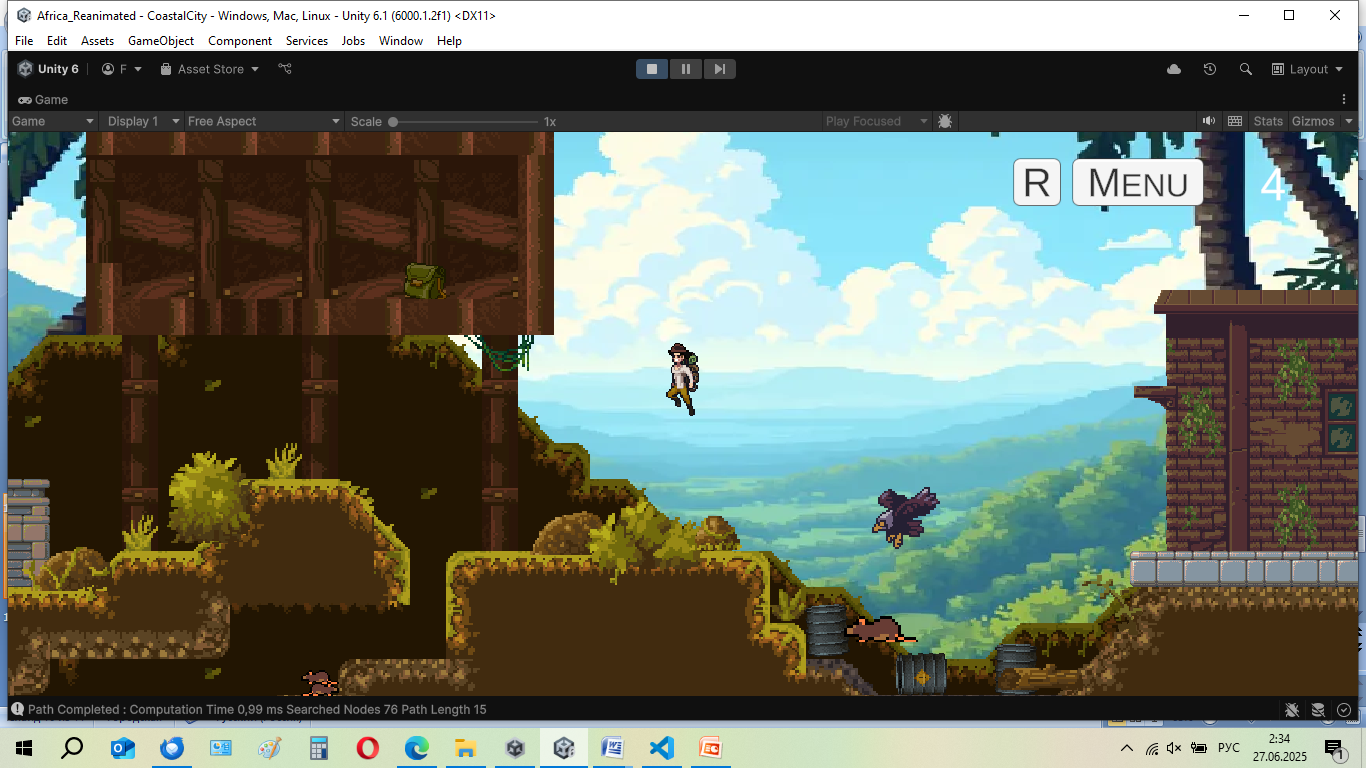 Africa_Reanimated - CoastalCity - Windows, Mac, Linux - Unity 6.1 (6000.1.2f1) <DX11>
File Edit Assets GameObject Component Services Jobs Window Help
Unity 6 F Asset Store Layout
Game
Game Display 1 Free Aspect Scale 1x Play Focused Stats Gizmos
R MENU 4
Path Completed : Computation Time 0,99 ms Searched Nodes 76 Path Length 15
РУС
2:34
27.06.2025
1